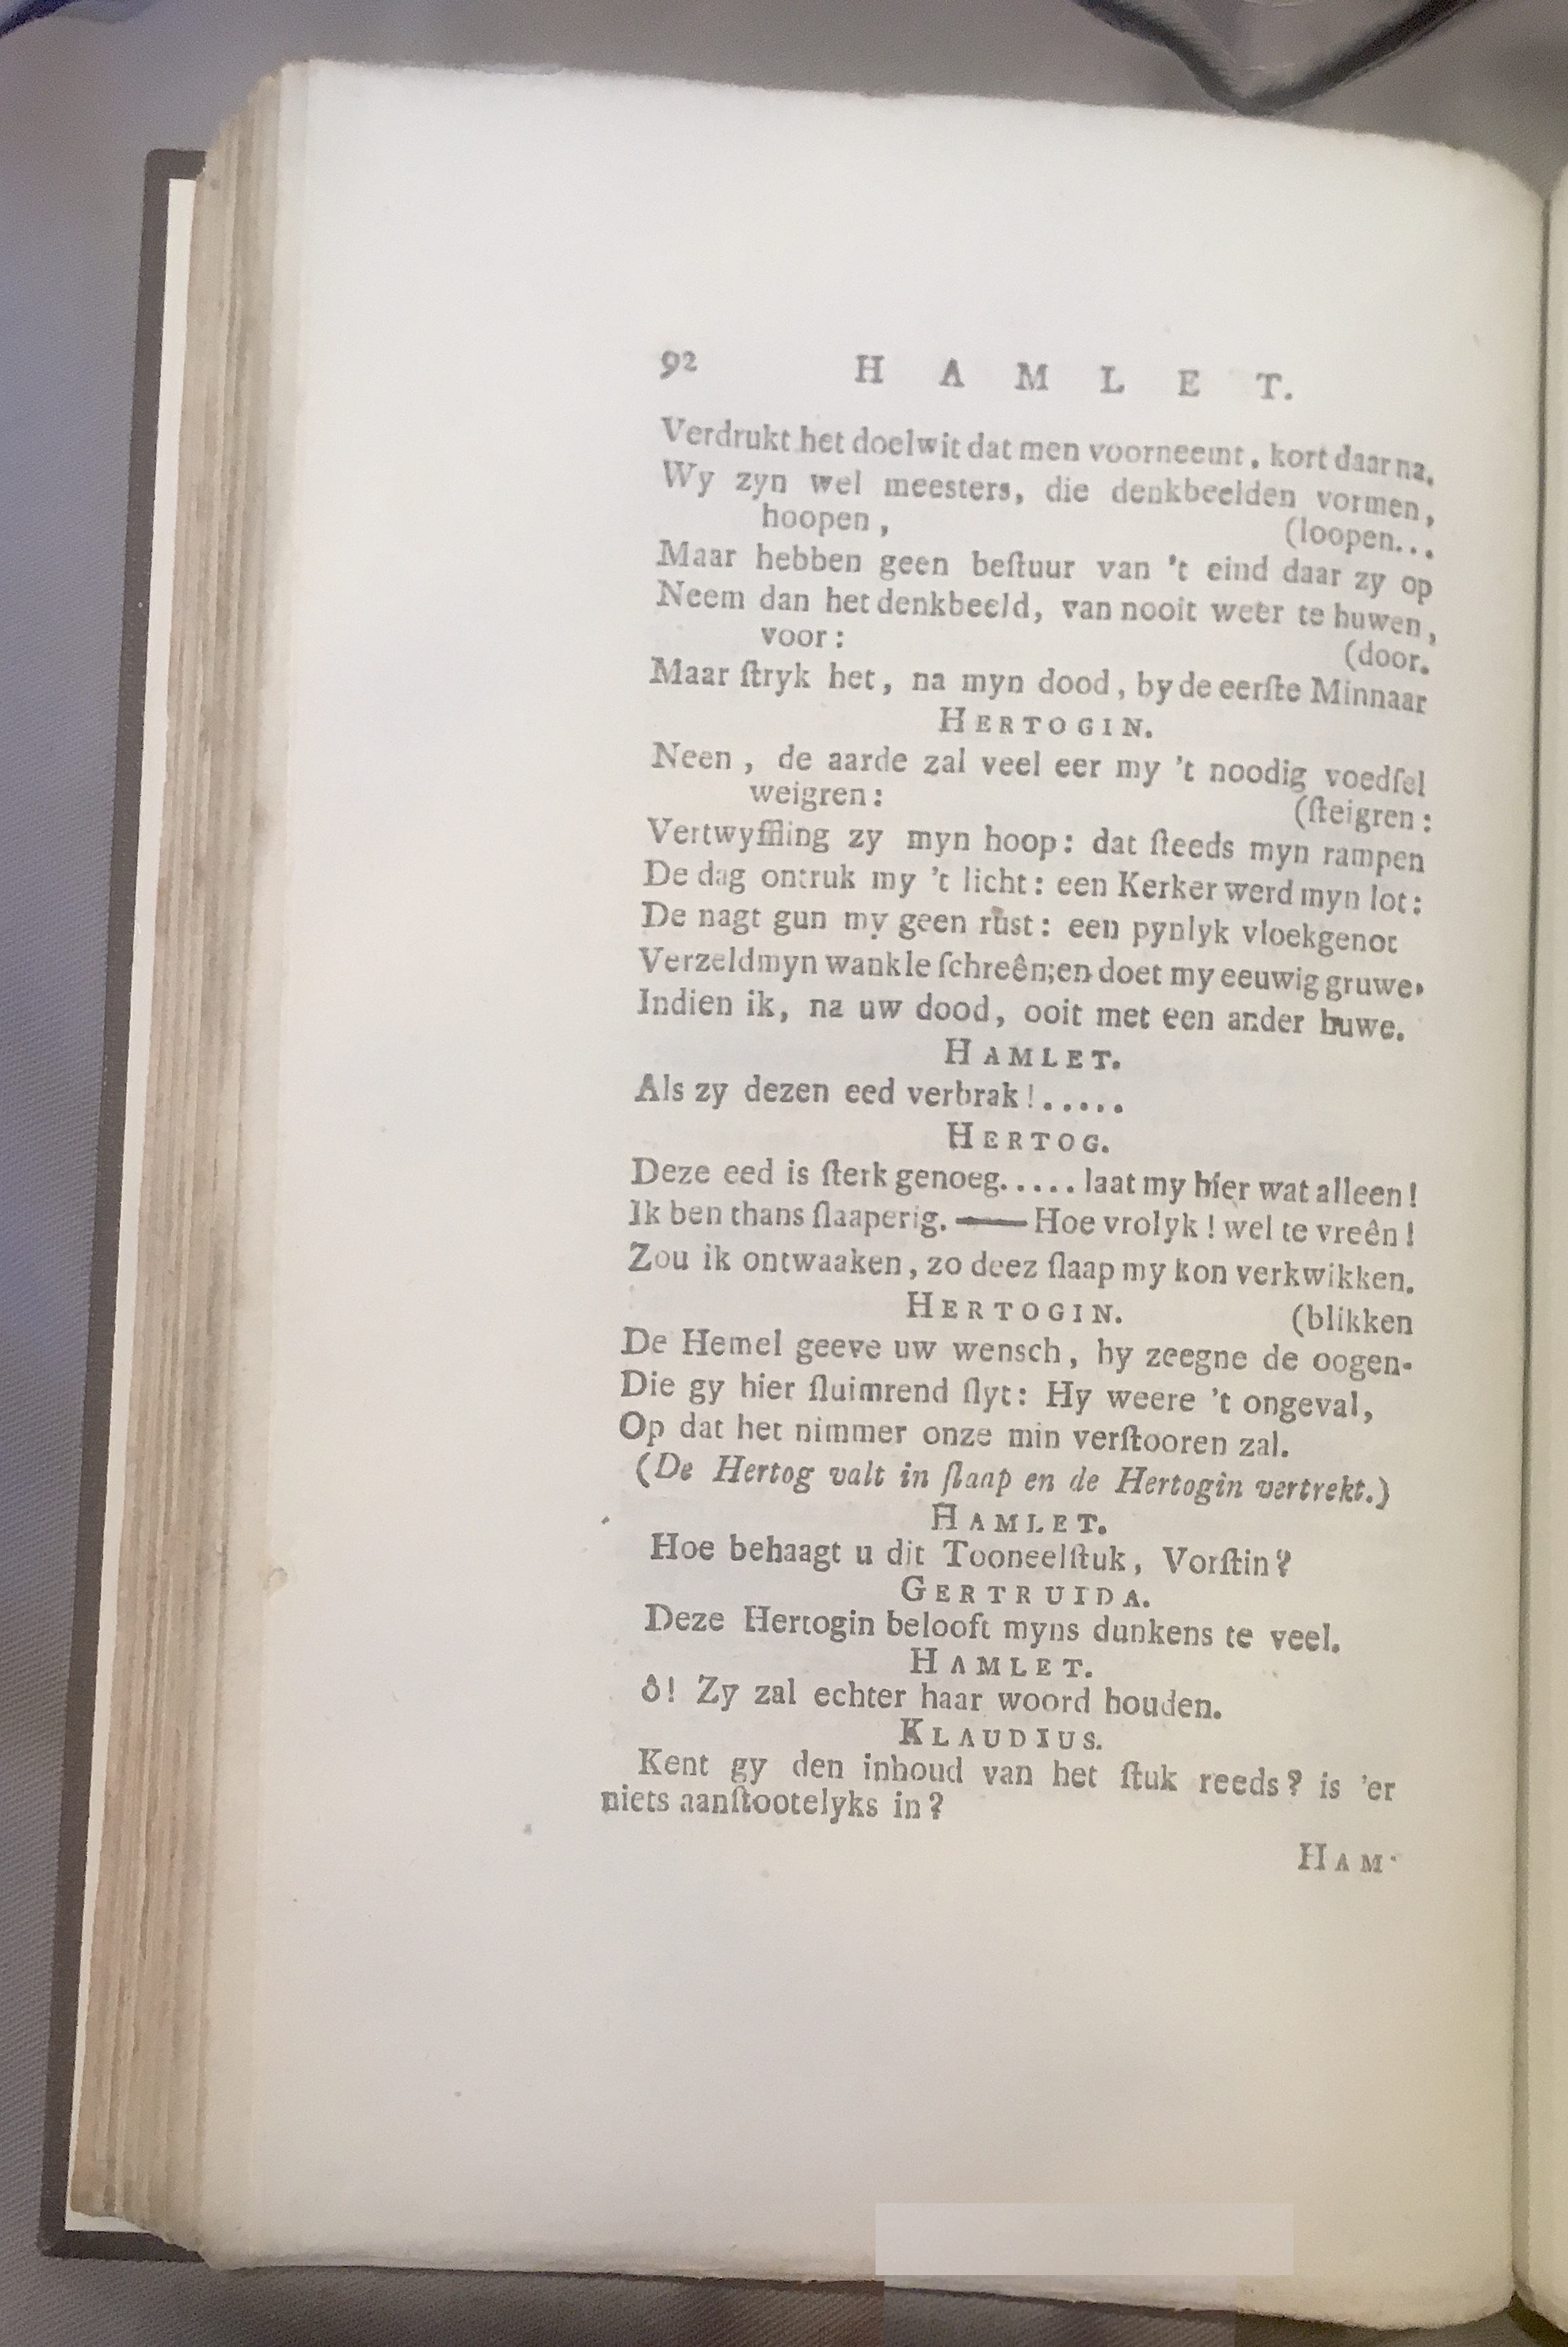 92 H A M L E T.
Verdrukt het doelwit dat men voorneemt, kort daarna.
Wy zyn wel meesters, die denkbeelden vormen,
hoopen, (loopen...
Maar hebben geen beſtuur van 't eind daar zy op
Neem dan het denkbeeld, van nooit weêr te huwen,
voor: (door.
Maar ſtryk het, na myn dood, by de eerſte Minnaar
HERTOGIN.
Neen, de aarde zal veel eer my 't noodig voedſel
weigren: (ſteigren:
Vertwyffling zy myn hoop: dat ſteeds myn rampen
De dag ontruk my 't licht: een Kerker werd myn lot:
De nagt gun my geen rust: een pynlyk vloekgenot
Verzeld myn wankle ſchreên; en doet my eeuwig gruwe,
Indien ik, na uw dood, ooit met een ander huwe.
HAMLET.
Als zy dezen eed verbrak!.....
HERTOG.
Deze eed is ſterk genoeg..... laat my hier wat alleen!
Ik ben thans ſlaaperig. —— Hoe vrolyk! wel te vreên!
Zou ik ontwaaken, zo deez ſlaap my kon verkwikken.
HERTOGIN. (blikken
De Hemel geeve uw wensch, hy zeegne de oogen-
Die gy hier ſluimrend ſlyt: Hy weere 't ongeval,
Op dat het nimmer onze min verſtooren zal.
(De Hertog valt in ſlaap en de Hertogin vertrekt.)
HAMLET.
Hoe behaagt u dit Tooneelſtuk, Vorſtin?
GERTRUIDA.
Deze Hertogin belooft myns dunkens te veel.
HAMLET.
ô! Zy zal echter haar woord houden.
KLAUDIUS.
Kent gy den inhoud van het ſtuk reeds? is 'er
niets aanſtootelyks in?
HAM-